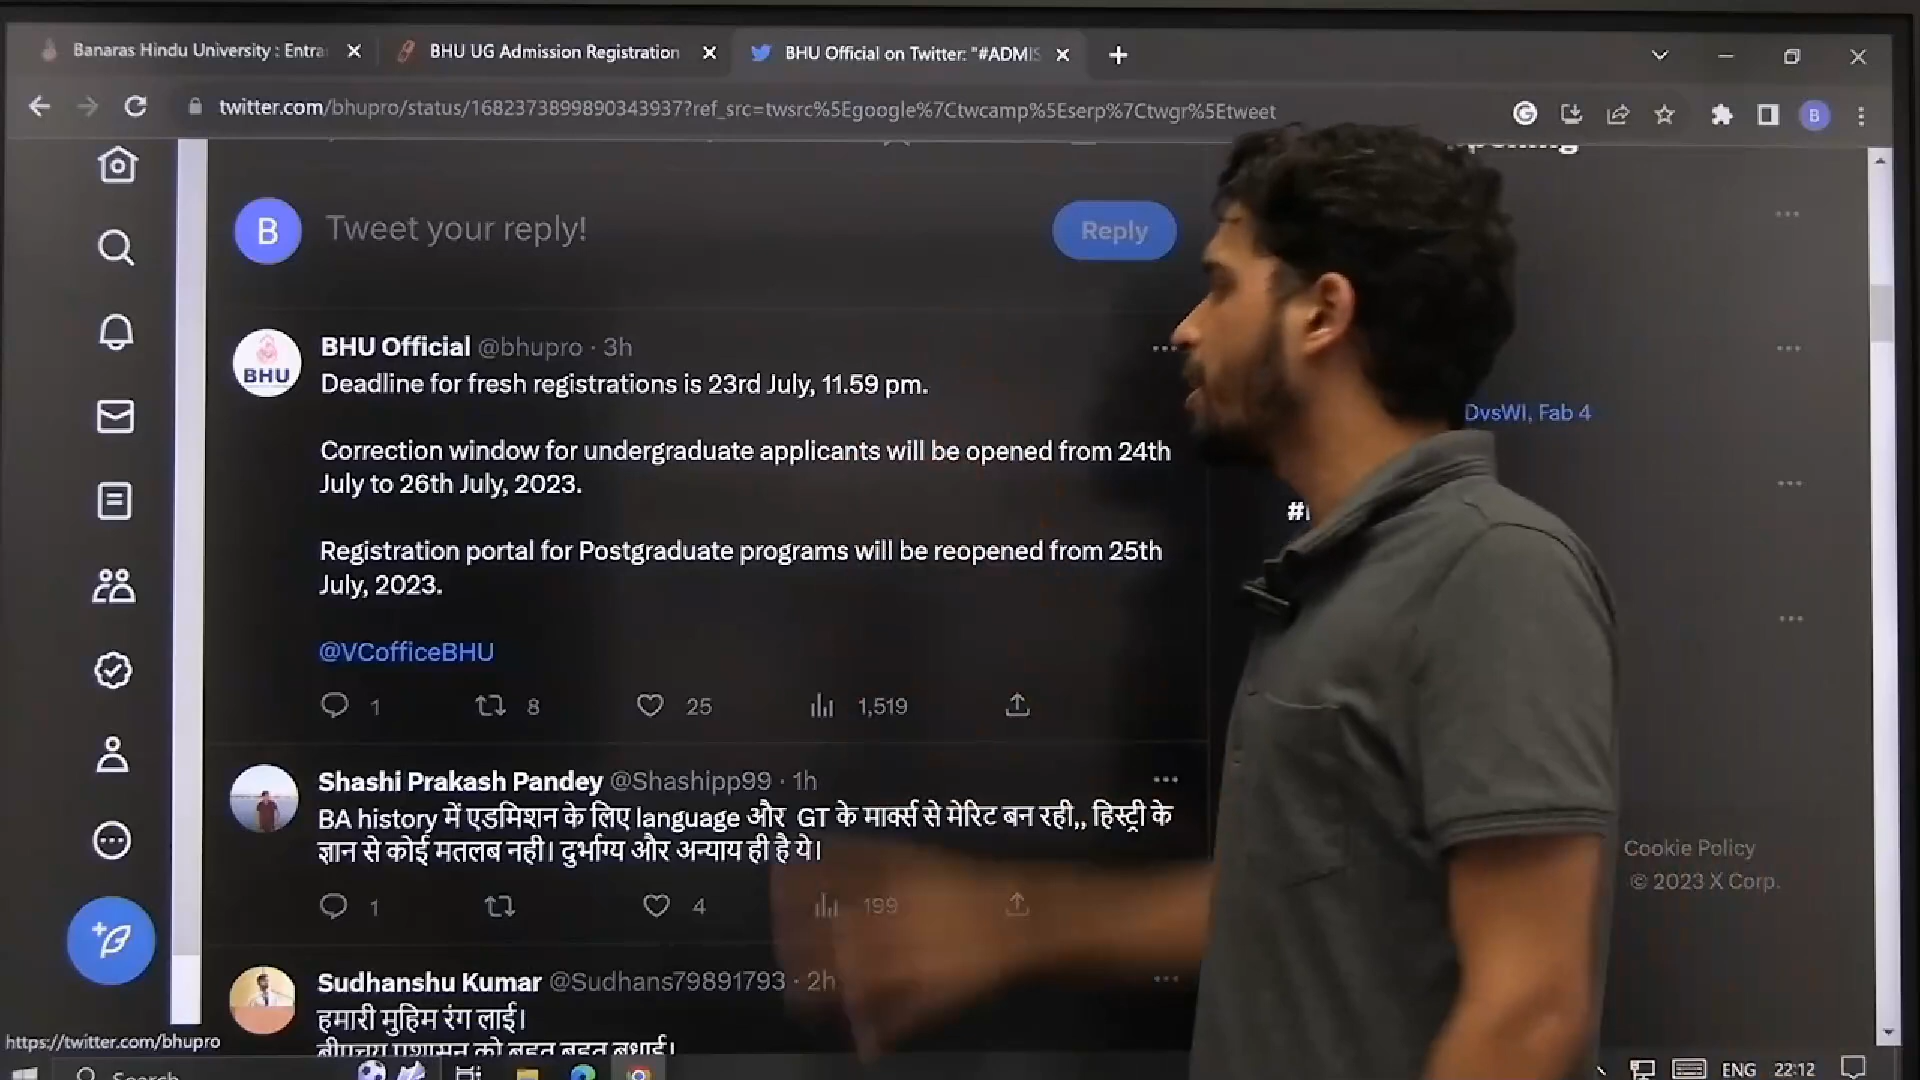 Banaras Hindu University : Entra
BHU UG Admission Registration
BHU Official on Twitter: "#ADMIS
twitter.com/bhupro/status/1682373899890343937?ref_src=twsrc%5Egoogle%7Ctwcamp%5Eserp%7Ctwgr%5Etweet
B
B
Tweet your reply!
Reply
BHU
BHU Official @bhupro · 3h
Deadline for fresh registrations is 23rd July, 11.59 pm.
Correction window for undergraduate applicants will be opened from 24th
July to 26th July, 2023.
Registration portal for Postgraduate programs will be reopened from 25th
July, 2023.
@VCofficeBHU
1 8 25 1,519
DvsWI, Fab 4
Shashi Prakash Pandey @Shashipp99 · 1h
BA history में एडमिशन के लिए language और GT के मार्क्स से मेरिट बन रही,, हिस्ट्री के
ज्ञान से कोई मतलब नही। दुर्भाग्य और अन्याय ही है ये।
1 4 199
Cookie Policy
© 2023 X Corp.
Sudhanshu Kumar @Sudhans79891793 · 2h
हमारी मुहिम रंग लाई।
https://twitter.com/bhupro
Search
ENG 22:12